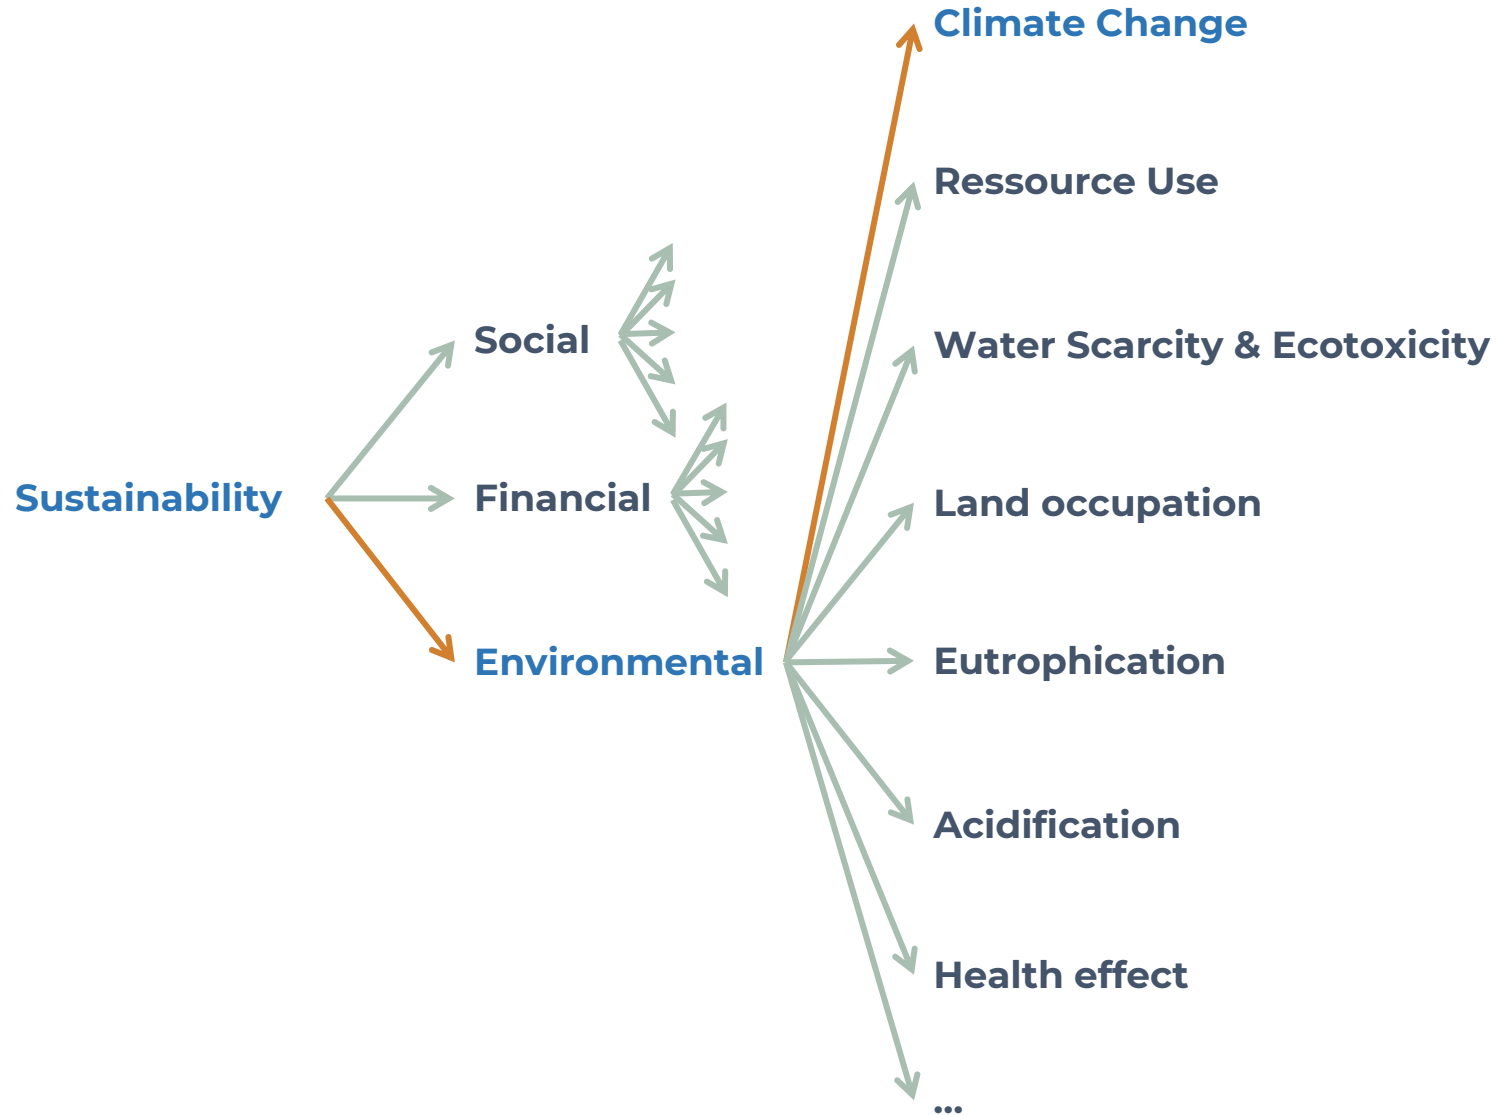 Climate Change
Ressource Use
Social
Water Scarcity & Ecotoxicity
Sustainability
Financial
Land occupation
Environmental
Eutrophication
Acidification
Health effect
...